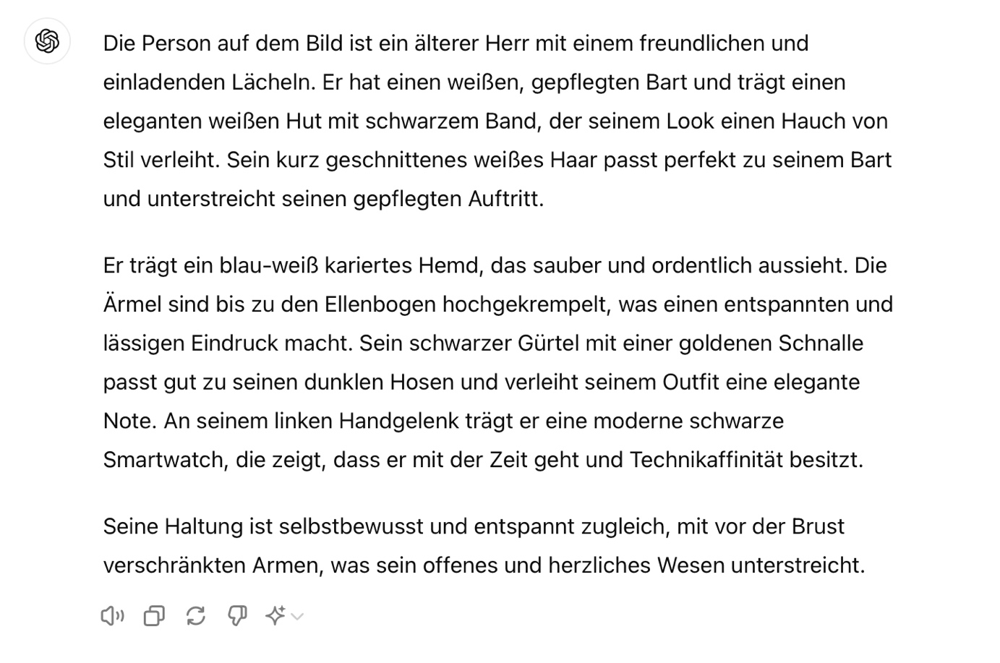 Die Person auf dem Bild ist ein älterer Herr mit einem freundlichen und
einladenden Lächeln. Er hat einen weißen, gepflegten Bart und trägt einen
eleganten weißen Hut mit schwarzem Band, der seinem Look einen Hauch von
Stil verleiht. Sein kurz geschnittenes weißes Haar passt perfekt zu seinem Bart
und unterstreicht seinen gepflegten Auftritt.
Er trägt ein blau-weiß kariertes Hemd, das sauber und ordentlich aussieht. Die
Ärmel sind bis zu den Ellenbogen hochgekrempelt, was einen entspannten und
lässigen Eindruck macht. Sein schwarzer Gürtel mit einer goldenen Schnalle
passt gut zu seinen dunklen Hosen und verleiht seinem Outfit eine elegante
Note. An seinem linken Handgelenk trägt er eine moderne schwarze
Smartwatch, die zeigt, dass er mit der Zeit geht und Technikaffinität besitzt.
Seine Haltung ist selbstbewusst und entspannt zugleich, mit vor der Brust
verschränkten Armen, was sein offenes und herzliches Wesen unterstreicht.